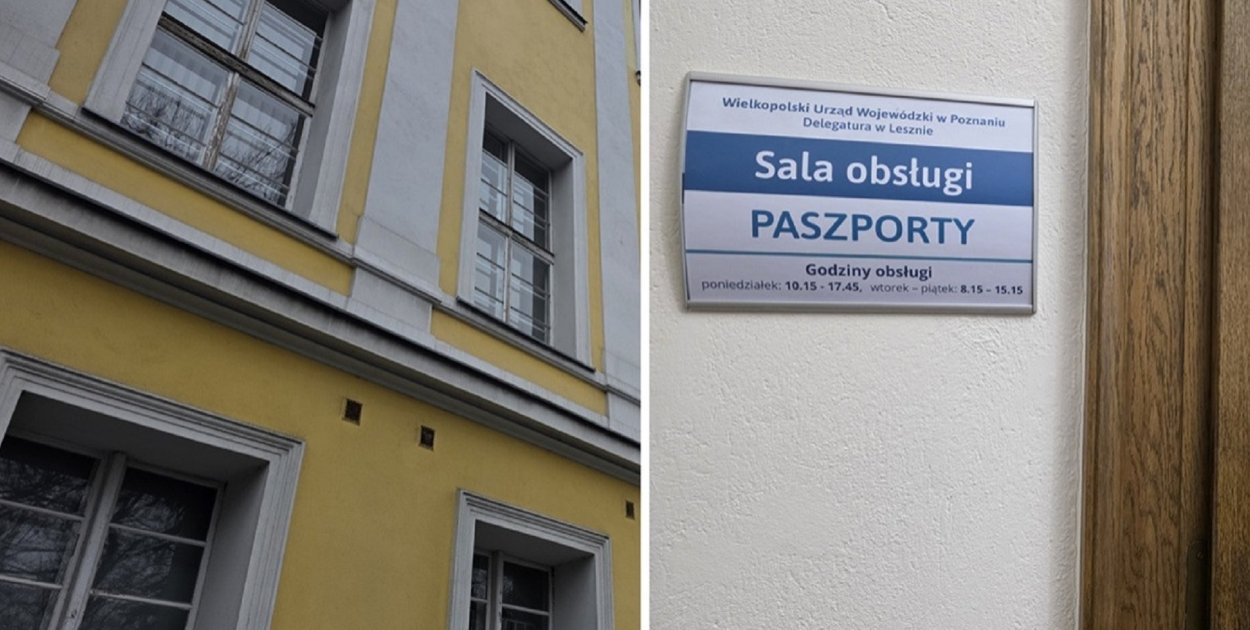 Wielkopolski Urząd Wojewódzki w Poznaniu
Delegatura w Lesznie
Sala obsługi
PASZPORTY
Godziny obsługi
poniedziałek: 10.15 - 17.45, wtorek – piątek: 8.15 – 15.15